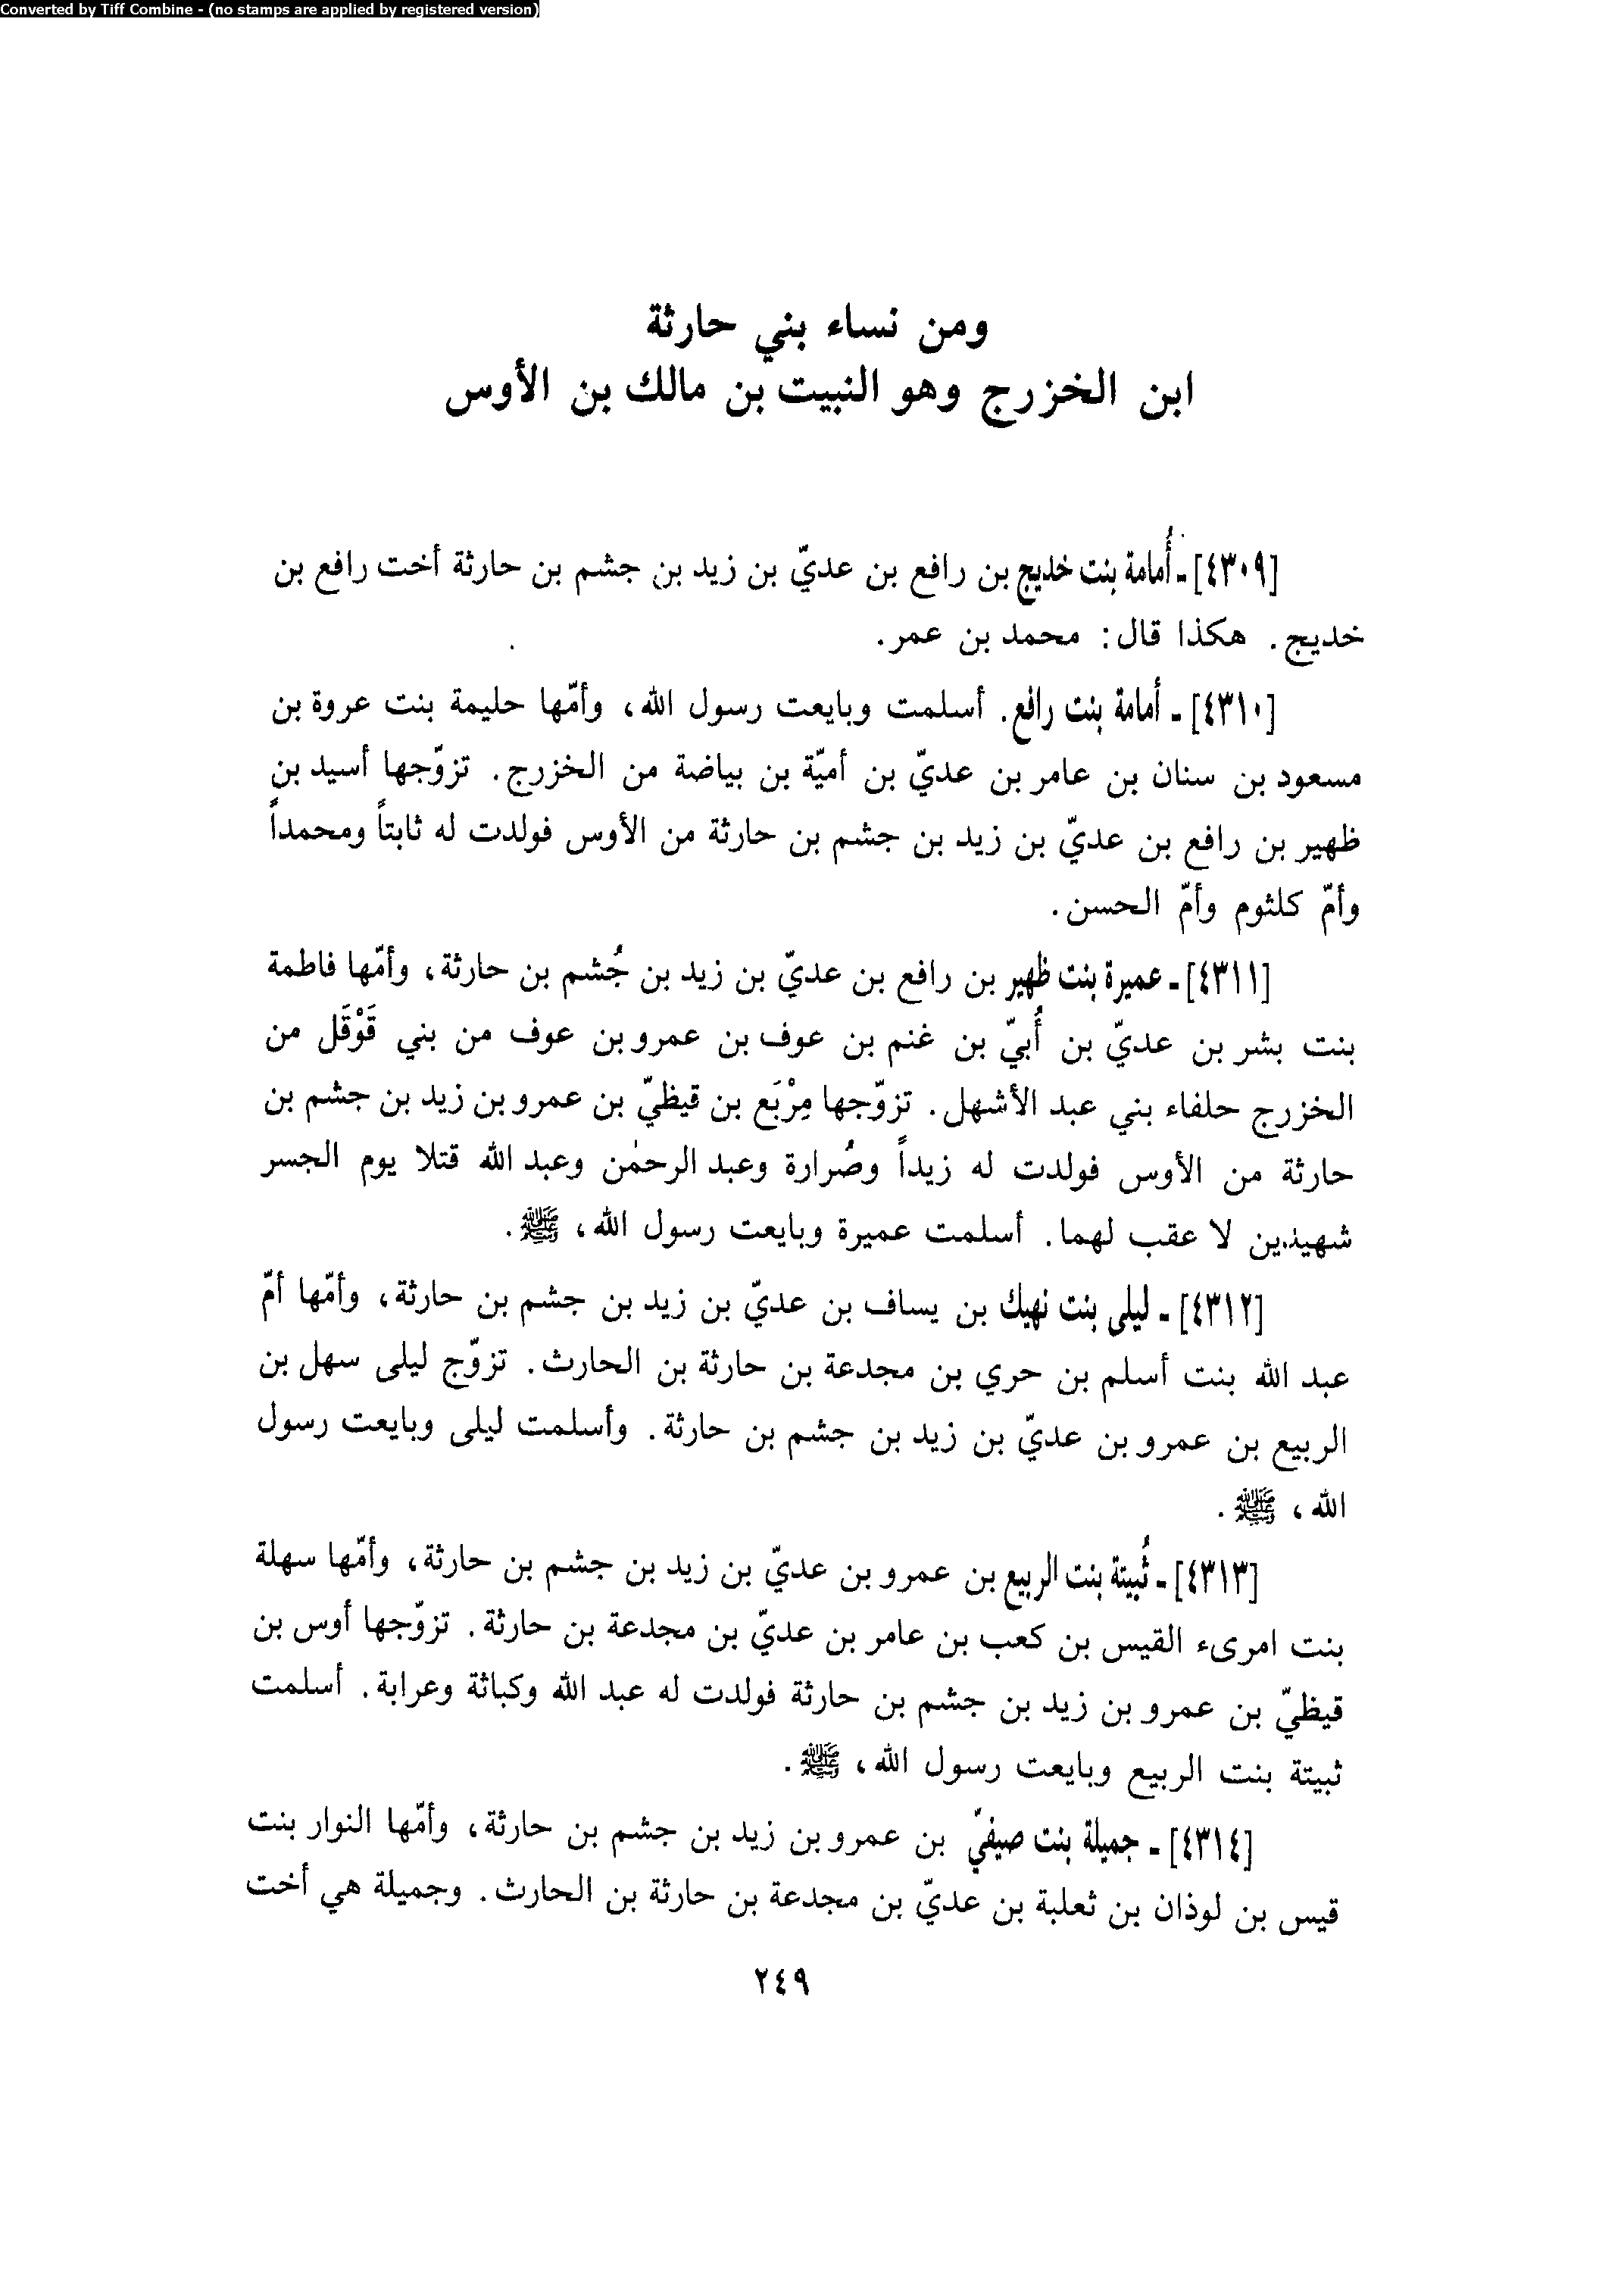 Converted by Tiff Combine - (no stamps are applied by registered version)
ومن نساء بني حارثة
ابن الخزرج وهو النبيت بن مالك بن الأوس
[٤٣٠٩] ـ أُمامة بنت خديج بن رافع بن عديّ بن زيد بن جشم بن حارثة أخت رافع بن
خديج. هكذا قال: محمد بن عمر.
[٤٣١٠] ـ أمامة بنت رافع. أسلمت وبايعت رسول الله، وأمّها حليمة بنت عروة بن
مسعود بن سنان بن عامر بن عديّ بن أميّة بن بياضة من الخزرج. تزوّجها أسيد بن
ظهير بن رافع بن عديّ بن زيد بن جشم بن حارثة من الأوس فولدت له ثابتاً ومحمداً
وأمّ كلثوم وأمّ الحسن.
[٤٣١١] ـ عميرة بنت ظهير بن رافع بن عديّ بن زيد بن جُشم بن حارثة، وأمّها فاطمة
بنت بشر بن عديّ بن أُبيّ بن غنم بن عوف بن عمرو بن عوف من بني قَوْقَل من
الخزرج حلفاء بني عبد الأشهل. تزوّجها مِرْبَع بن قيظيّ بن عمرو بن زيد بن جشم بن
حارثة من الأوس فولدت له زيداً وصُرارة وعبد الرحمٰن وعبد الله قتلا يوم الجسر
شهيدين لا عقب لهما. أسلمت عميرة وبايعت رسول الله، ﷺ.
[٤٣١٢] ـ ليلى بنت نهيك بن يساف بن عديّ بن زيد بن جشم بن حارثة، وأمّها أمّ
عبد الله بنت أسلم بن حري بن مجدعة بن حارثة بن الحارث. تزوّج ليلى سهل بن
الربيع بن عمرو بن عديّ بن زيد بن جشم بن حارثة. وأسلمت ليلى وبايعت رسول
الله، ﷺ.
[٤٣١٣] ـ ثُبيتة بنت الربيع بن عمرو بن عديّ بن زيد بن جشم بن حارثة، وأمّها سهلة
بنت امرىء القيس بن كعب بن عامر بن عديّ بن مجدعة بن حارثة. تزوّجها أوس بن
قيظيّ بن عمرو بن زيد بن جشم بن حارثة فولدت له عبد الله وكباثة وعرابة. أسلمت
ثبيتة بنت الربيع وبايعت رسول الله، ﷺ.
[٤٣١٤] ـ جميلة بنت صيفيّ بن عمرو بن زيد بن جشم بن حارثة، وأمّها النوار بنت
قيس بن لوذان بن ثعلبة بن عديّ بن مجدعة بن حارثة بن الحارث. وجميلة هي أخت
٢٤٩